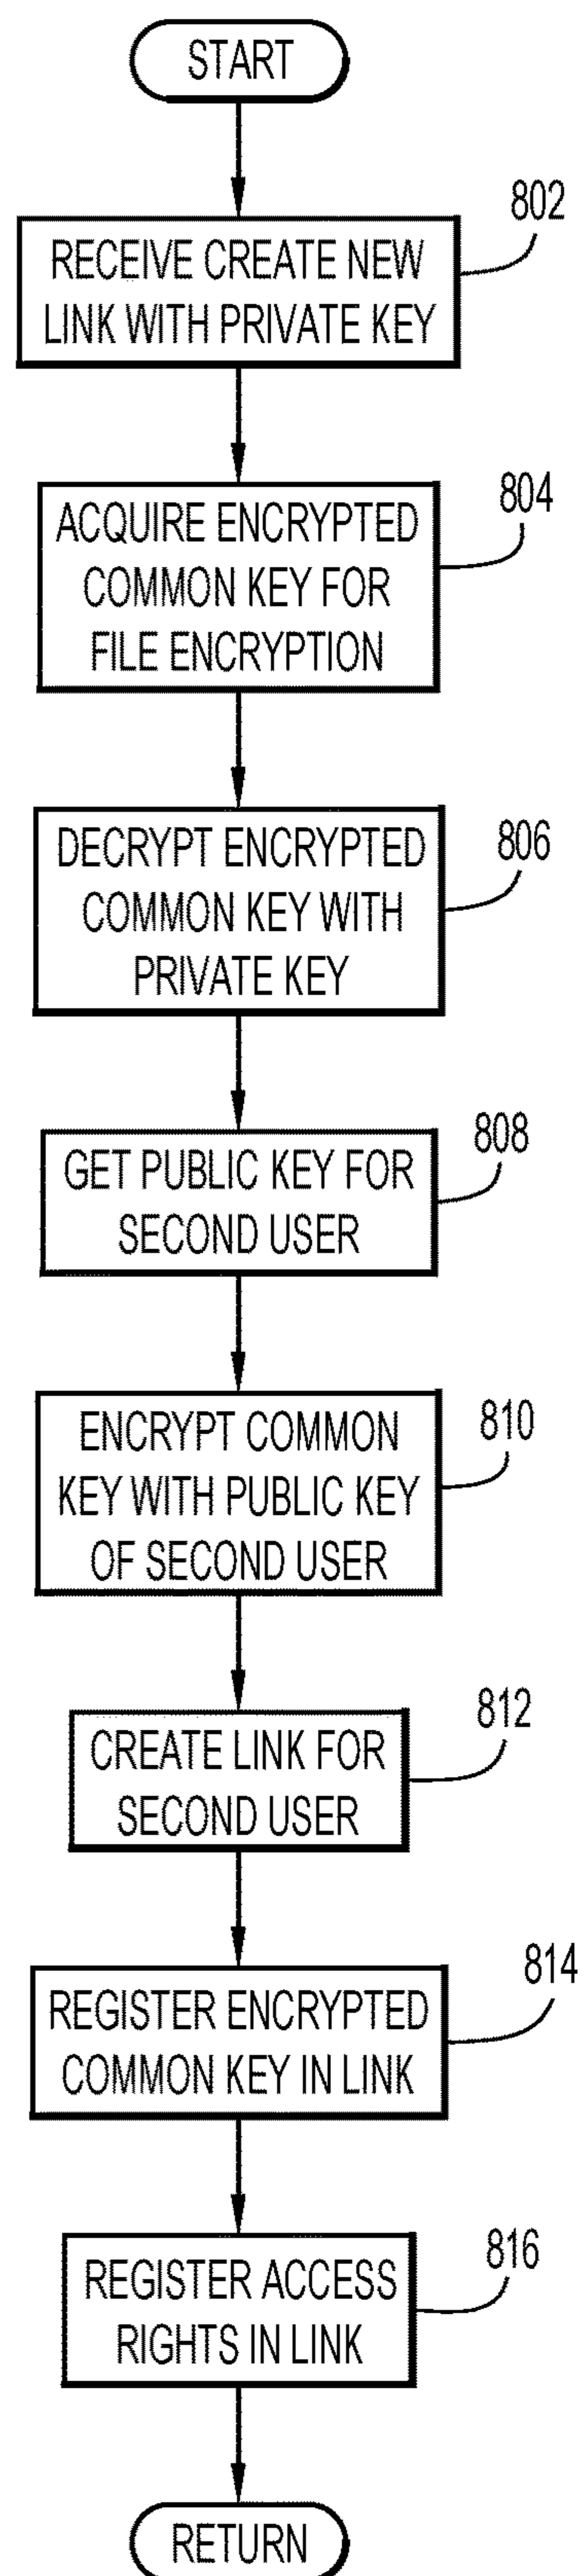 START
802
RECEIVE CREATE NEW
LINK WITH PRIVATE KEY
804
ACQUIRE ENCRYPTED
COMMON KEY FOR
FILE ENCRYPTION
806
DECRYPT ENCRYPTED
COMMON KEY WITH
PRIVATE KEY
808
GET PUBLIC KEY FOR
SECOND USER
810
ENCRYPT COMMON
KEY WITH PUBLIC KEY
OF SECOND USER
812
CREATE LINK FOR
SECOND USER
814
REGISTER ENCRYPTED
COMMON KEY IN LINK
816
REGISTER ACCESS
RIGHTS IN LINK
RETURN